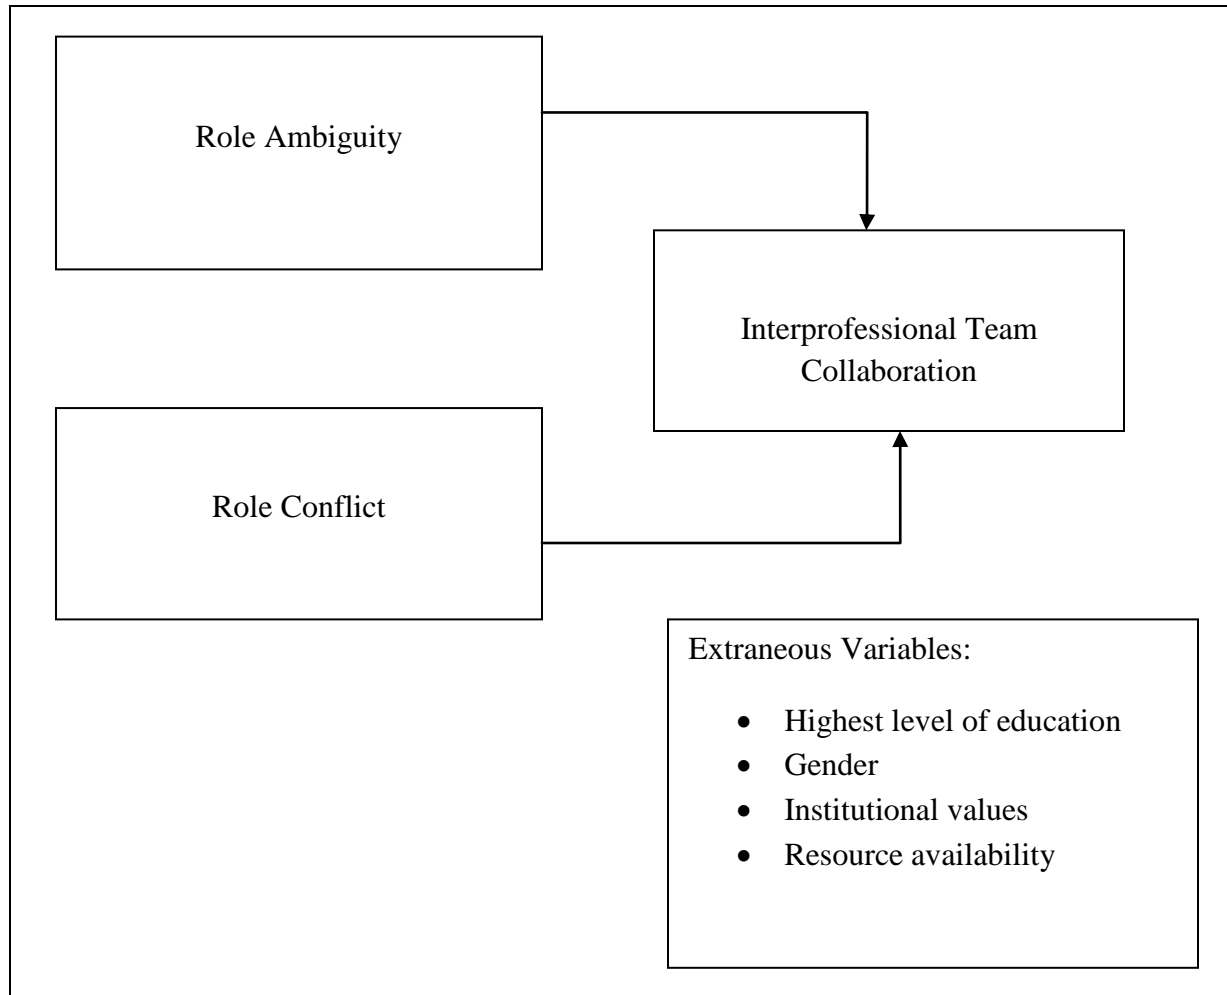 Role Ambiguity
Interprofessional Team
Collaboration
Role Conflict
Extraneous Variables:
• Highest level of education
• Gender
• Institutional values
• Resource availability